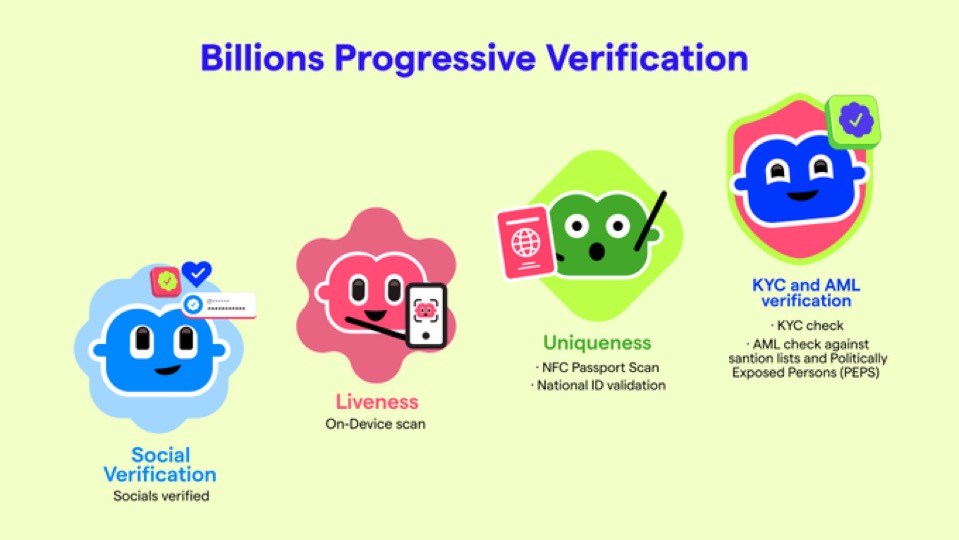 Billions Progressive Verification
KYC and AML
verification
· KYC check
· AML check against
santion lists and Politically
Exposed Persons (PEPS)
Uniqueness
· NFC Passport Scan
· National ID validation
Liveness
On-Device scan
Social
Verification
Socials verified